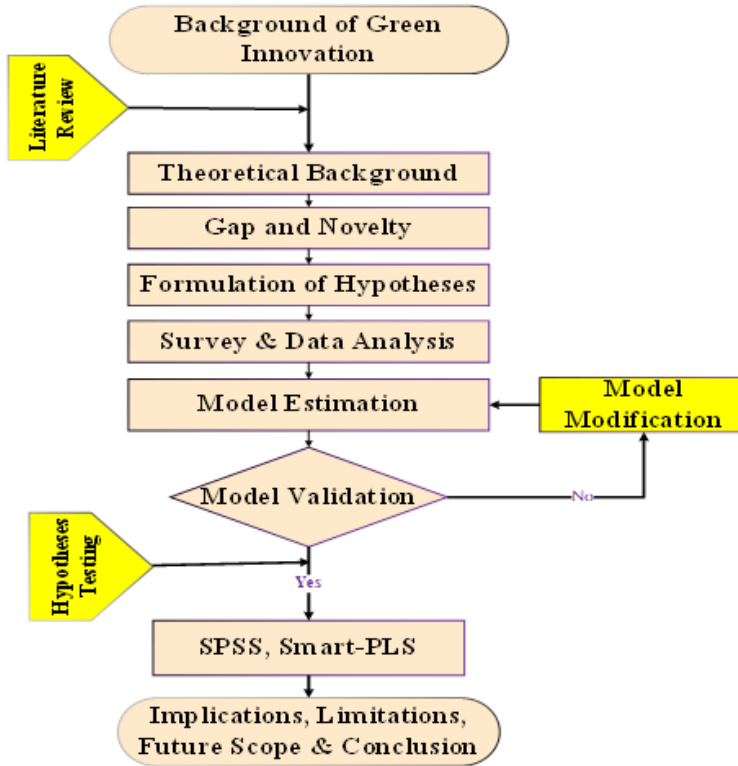 Background of Green
Innovation
Literature
Review
Theoretical Background
Gap and Novelty
Formulation of Hypotheses
Survey & Data Analysis
Model Estimation
Model
Modification
Model Validation
No
Hypotheses
Testing
Yes
SPSS, Smart-PLS
Implications, Limitations,
Future Scope & Conclusion